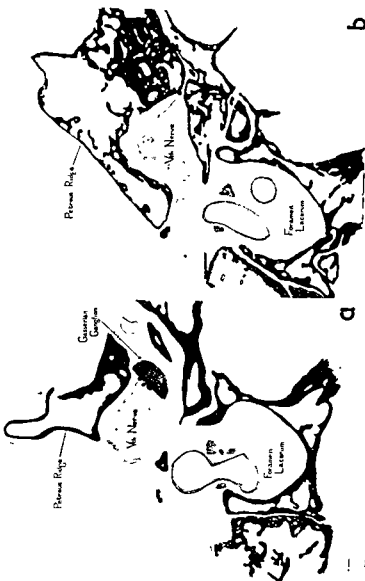 Petrous Ridge
Gasserian
Ganglion
Vth Nerve
Foramen
Lacerum
a
Petrous Ridge
Vth Nerve
Foramen
Lacerum
b